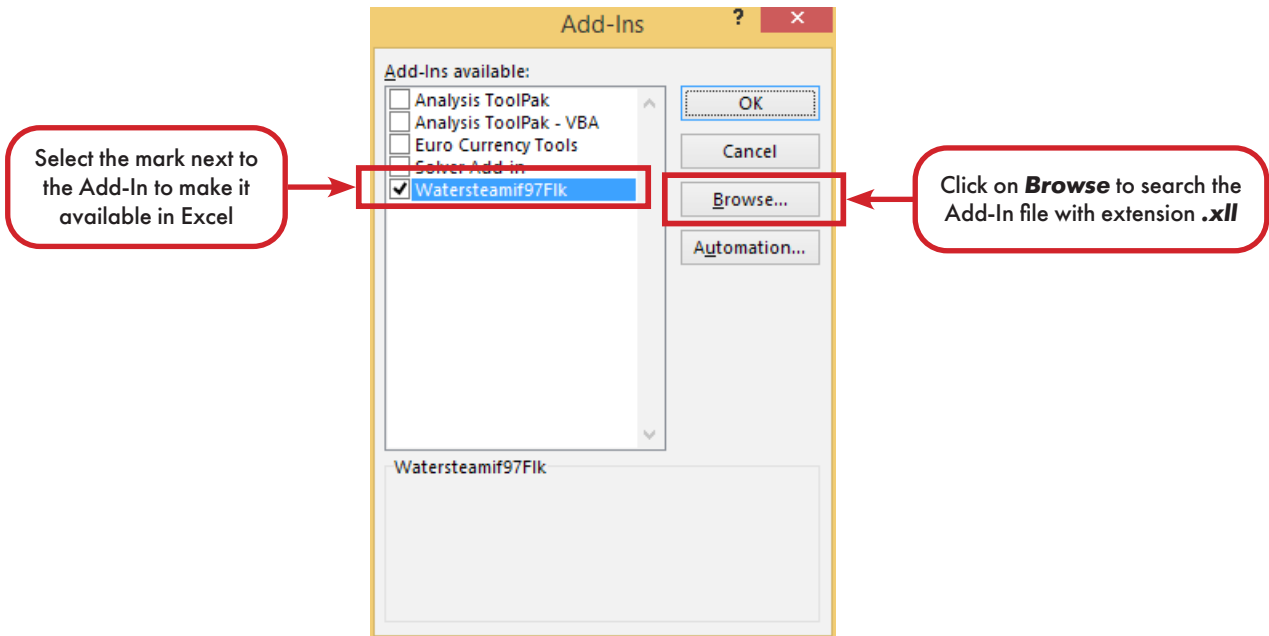 Add-Ins ? ×
Add-Ins available:
Analysis ToolPak
Analysis ToolPak - VBA
Euro Currency Tools
Solver Add-in
Watersteamif97Flk
OK
Cancel
Browse...
Automation...
Watersteamif97Flk
Select the mark next to
the Add-In to make it
available in Excel
Click on Browse to search the
Add-In file with extension .xll